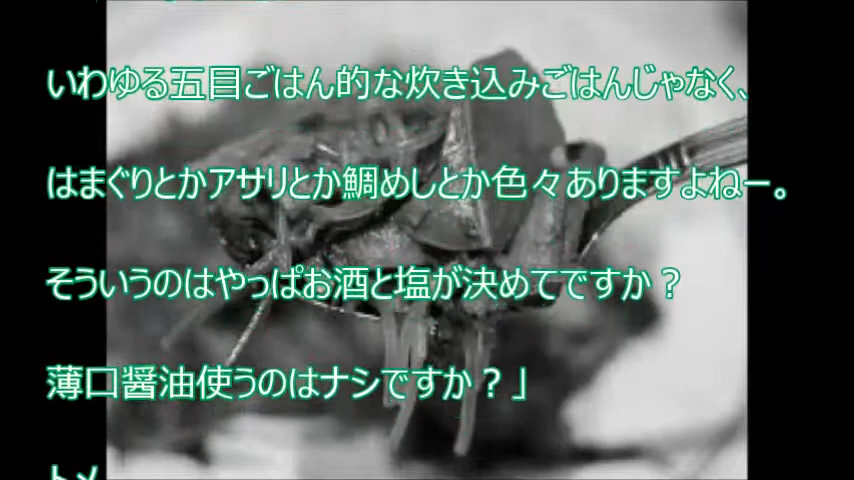 いわゆる五目ごはん的な炊き込みごはんじゃなく、
はまぐりとかアサリとか鯛めしとか色々ありますよねー。
そういうのはやっぱお酒と塩が決めてですか？
薄口醤油使うのはナシですか？」
トメ